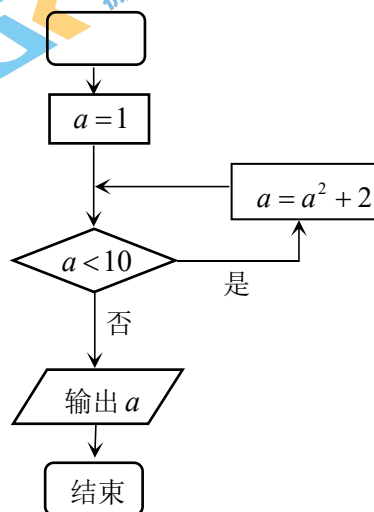 a = 1
a = a² + 2
a < 10
是
否
输出 a
结束